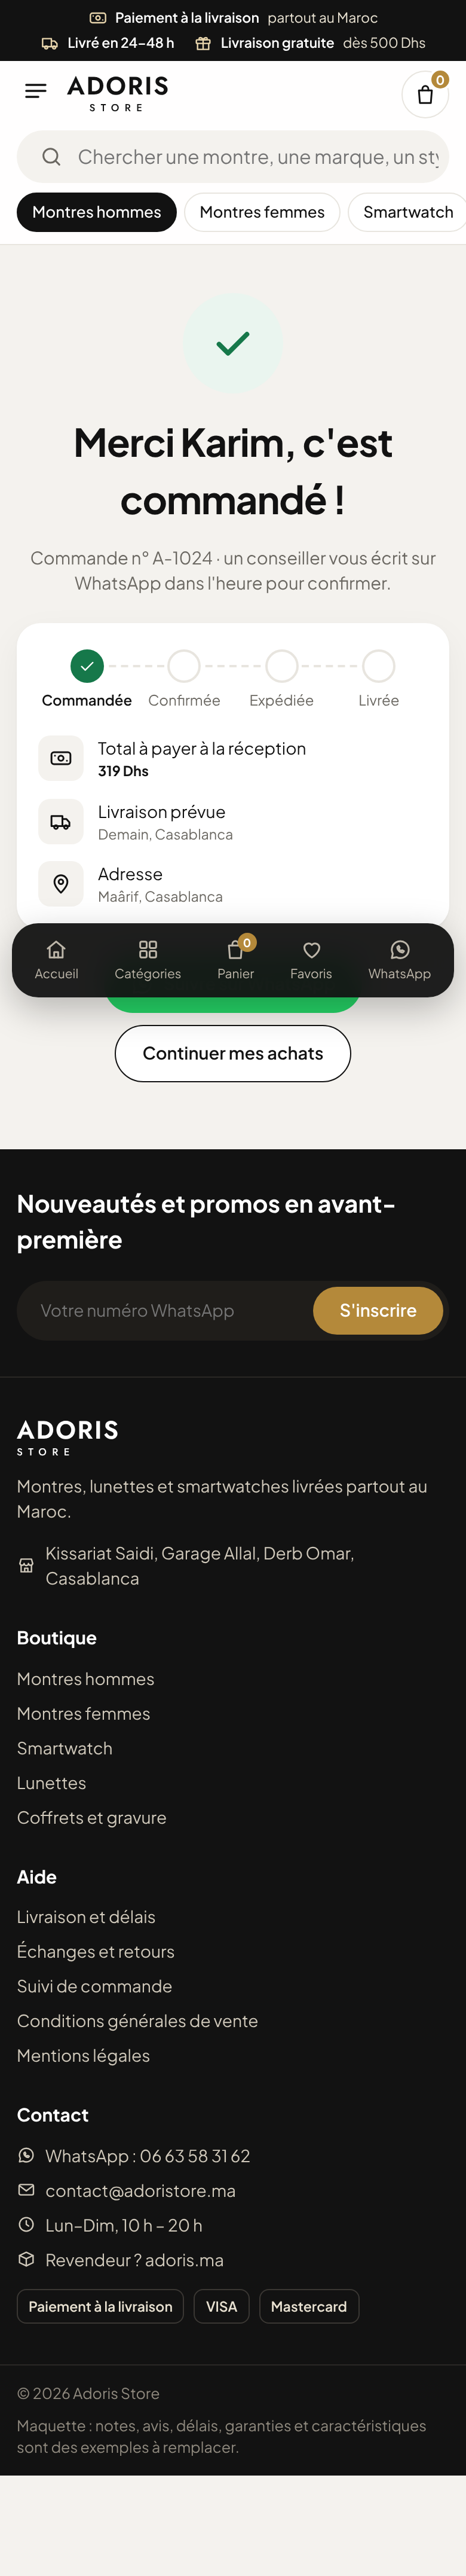 Paiement à la livraison partout au Maroc
Livré en 24–48 h Livraison gratuite dès 500 Dhs
ADORIS
STORE
0
Chercher une montre, une marque, un sty
Montres hommes Montres femmes Smartwatch
Merci Karim, c'est
commandé !
Commande n° A-1024 · un conseiller vous écrit sur
WhatsApp dans l'heure pour confirmer.
Commandée Confirmée Expédiée Livrée
Total à payer à la réception
319 Dhs
Livraison prévue
Demain, Casablanca
Adresse
Maârif, Casablanca
0
Accueil Catégories Panier Favoris WhatsApp
Continuer mes achats
Nouveautés et promos en avant-
première
Votre numéro WhatsApp S'inscrire
ADORIS
STORE
Montres, lunettes et smartwatches livrées partout au
Maroc.
Kissariat Saidi, Garage Allal, Derb Omar,
Casablanca
Boutique
Montres hommes
Montres femmes
Smartwatch
Lunettes
Coffrets et gravure
Aide
Livraison et délais
Échanges et retours
Suivi de commande
Conditions générales de vente
Mentions légales
Contact
WhatsApp : 06 63 58 31 62
contact@adoristore.ma
Lun–Dim, 10 h – 20 h
Revendeur ? adoris.ma
Paiement à la livraison VISA Mastercard
© 2026 Adoris Store
Maquette : notes, avis, délais, garanties et caractéristiques
sont des exemples à remplacer.